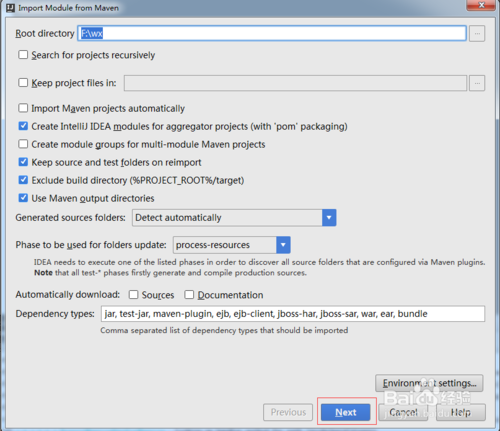 Import Module from Maven
Root directory F:\wx ...
Search for projects recursively
Keep project files in: ...
Import Maven projects automatically
Create IntelliJ IDEA modules for aggregator projects (with 'pom' packaging)
Create module groups for multi-module Maven projects
Keep source and test folders on reimport
Exclude build directory (%PROJECT_ROOT%/target)
Use Maven output directories
Generated sources folders: Detect automatically
Phase to be used for folders update: process-resources
IDEA needs to execute one of the listed phases in order to discover all source folders that are configured via Maven plugins.
Note that all test-* phases firstly generate and compile production sources.
Automatically download: Sources Documentation
Dependency types: jar, test-jar, maven-plugin, ejb, ejb-client, jboss-har, jboss-sar, war, ear, bundle
Comma separated list of dependency types that should be imported
Environment settings...
Previous Next Cancel Help
Bai 经验